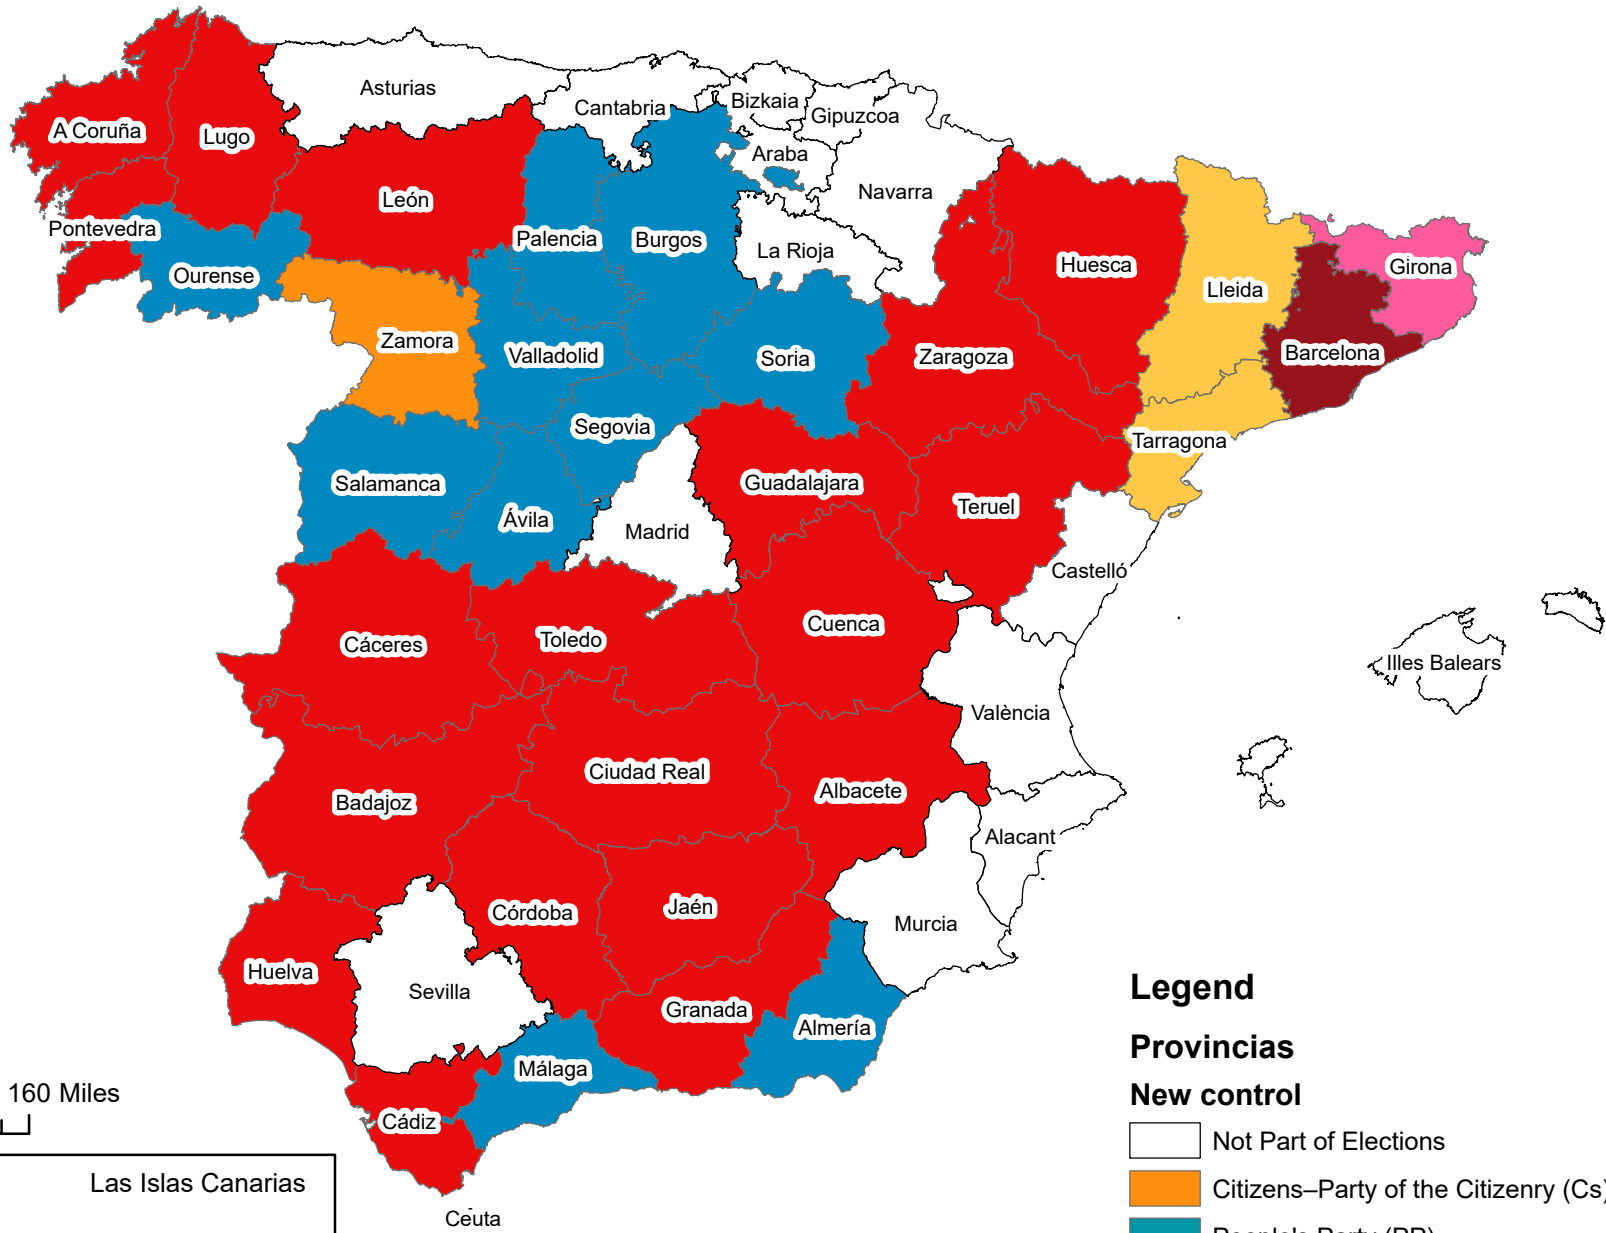 Asturias
Cantabria
Bizkaia
Gipuzcoa
A Coruña
Lugo
Araba
León
Navarra
Pontevedra
Palencia
Burgos
La Rioja
Ourense
Huesca
Girona
Lleida
Zamora
Valladolid
Soria
Zaragoza
Barcelona
Segovia
Tarragona
Salamanca
Guadalajara
Ávila
Teruel
Madrid
Castelló
Cuenca
Cáceres
Toledo
Illes Balears
València
Ciudad Real
Badajoz
Albacete
Alacant
Córdoba
Jaén
Murcia
Huelva
Sevilla
Granada
Almería
Málaga
Cádiz
160 Miles
Las Islas Canarias
Ceuta
Legend
Provincias
New control
Not Part of Elections
Citizens–Party of the Citizenry (Cs)
People's Party (PP)